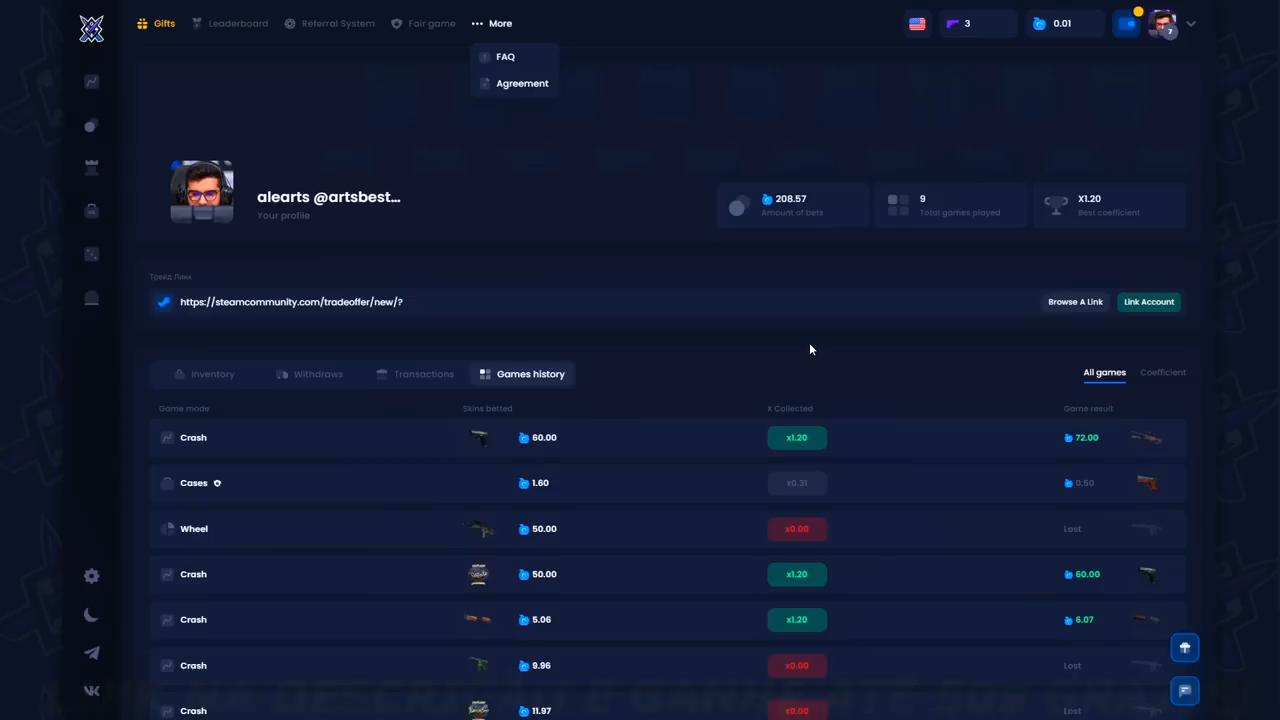 Gifts
Leaderboard
Referral System
Fair game
More
3
0.01
7
FAQ
Agreement
alearts @artsbest...
Your profile
208.57
Amount of bets
9
Total games played
X1.20
Best coefficient
Трейд Линк
https://steamcommunity.com/tradeoffer/new/?
Browse A Link
Link Account
Inventory
Withdraws
Transactions
Games history
All games
Coefficient
Game mode
Skins betted
X Collected
Game result
Crash
60.00
x1.20
72.00
Cases
1.60
x0.31
0.50
Wheel
50.00
x0.00
Lost
Crash
50.00
x1.20
60.00
Crash
5.06
x1.20
6.07
Crash
9.96
x0.00
Lost
Crash
11.97
x0.00
Lost